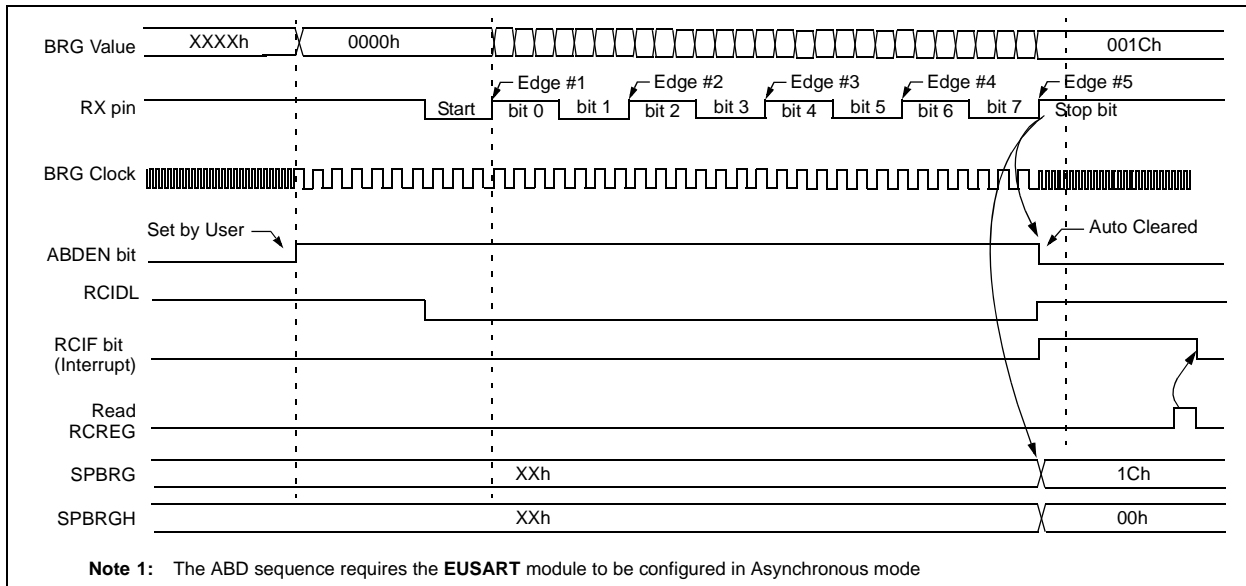 BRG Value XXXXh 0000h 001Ch
Edge #1 Edge #2 Edge #3 Edge #4 Edge #5
RX pin Start bit 0 bit 1 bit 2 bit 3 bit 4 bit 5 bit 6 bit 7 Stop bit
BRG Clock
Set by User Auto Cleared
ABDEN bit
RCIDL
RCIF bit
(Interrupt)
Read
RCREG
SPBRG XXh 1Ch
SPBRGH XXh 00h
Note 1: The ABD sequence requires the EUSART module to be configured in Asynchronous mode